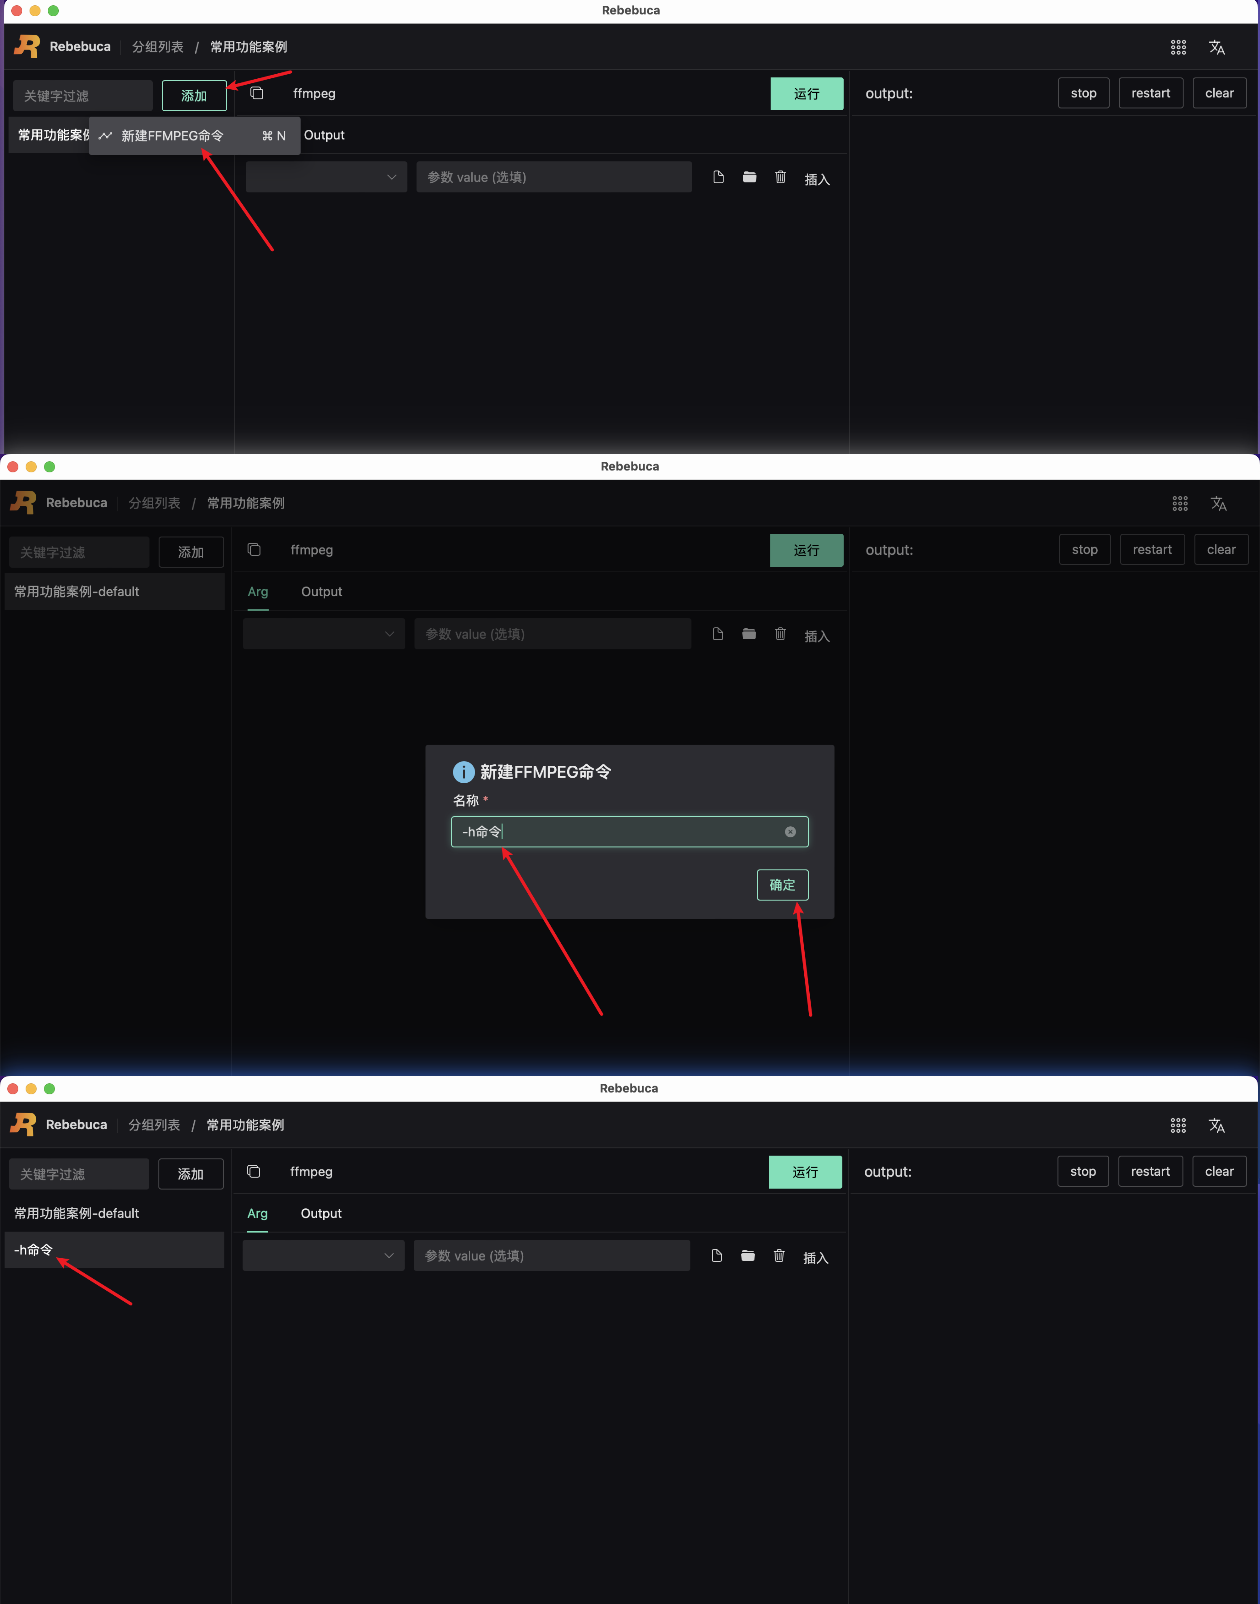 Rebebuca
Rebebuca 分组列表 / 常用功能案例
关键字过滤 添加 ffmpeg 运行 output: stop restart clear
常用功能案例 新建FFMPEG命令 ⌘ N Output
参数 value (选填) 插入
Rebebuca
Rebebuca 分组列表 / 常用功能案例
关键字过滤 添加 ffmpeg 运行 output: stop restart clear
常用功能案例-default Arg Output
参数 value (选填) 插入
新建FFMPEG命令
名称 *
-h命令
确定
Rebebuca
Rebebuca 分组列表 / 常用功能案例
关键字过滤 添加 ffmpeg 运行 output: stop restart clear
常用功能案例-default Arg Output
-h命令 参数 value (选填) 插入